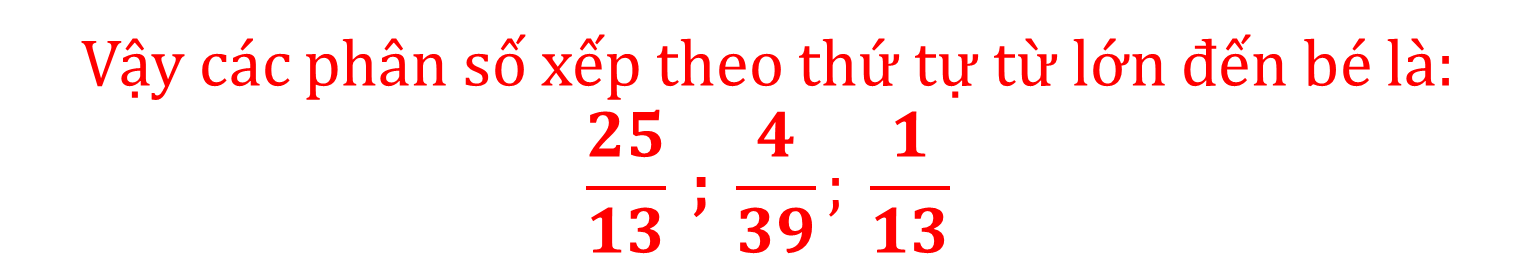 Vậy các phân số xếp theo thứ tự từ lớn đến bé là:
25/13 ; 4/39 ; 1/13